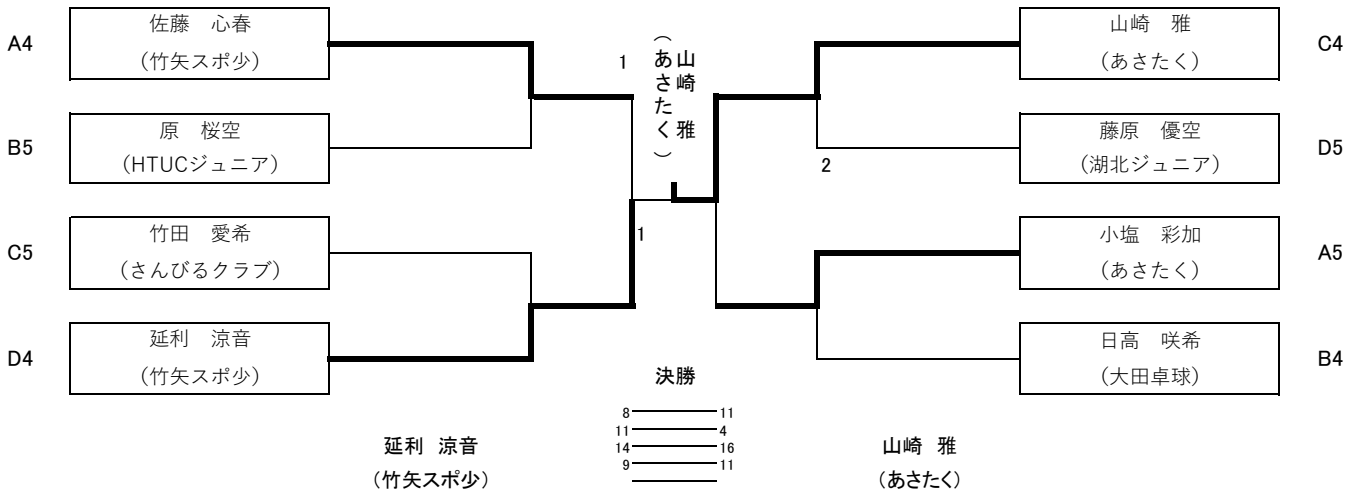 A4
佐藤　心春
(竹矢スポ少)
B5
原　桜空
(HTUCジュニア)
C5
竹田　愛希
(さんびるクラブ)
D4
延利　涼音
(竹矢スポ少)
1
山崎　雅
(あさたく)
1
2
山崎　雅
(あさたく)
C4
藤原　優空
(湖北ジュニア)
D5
小塩　彩加
(あさたく)
A5
日高　咲希
(大田卓球)
B4
決勝
8 11
11 4
14 16
9 11
延利　涼音
(竹矢スポ少)
山崎　雅
(あさたく)